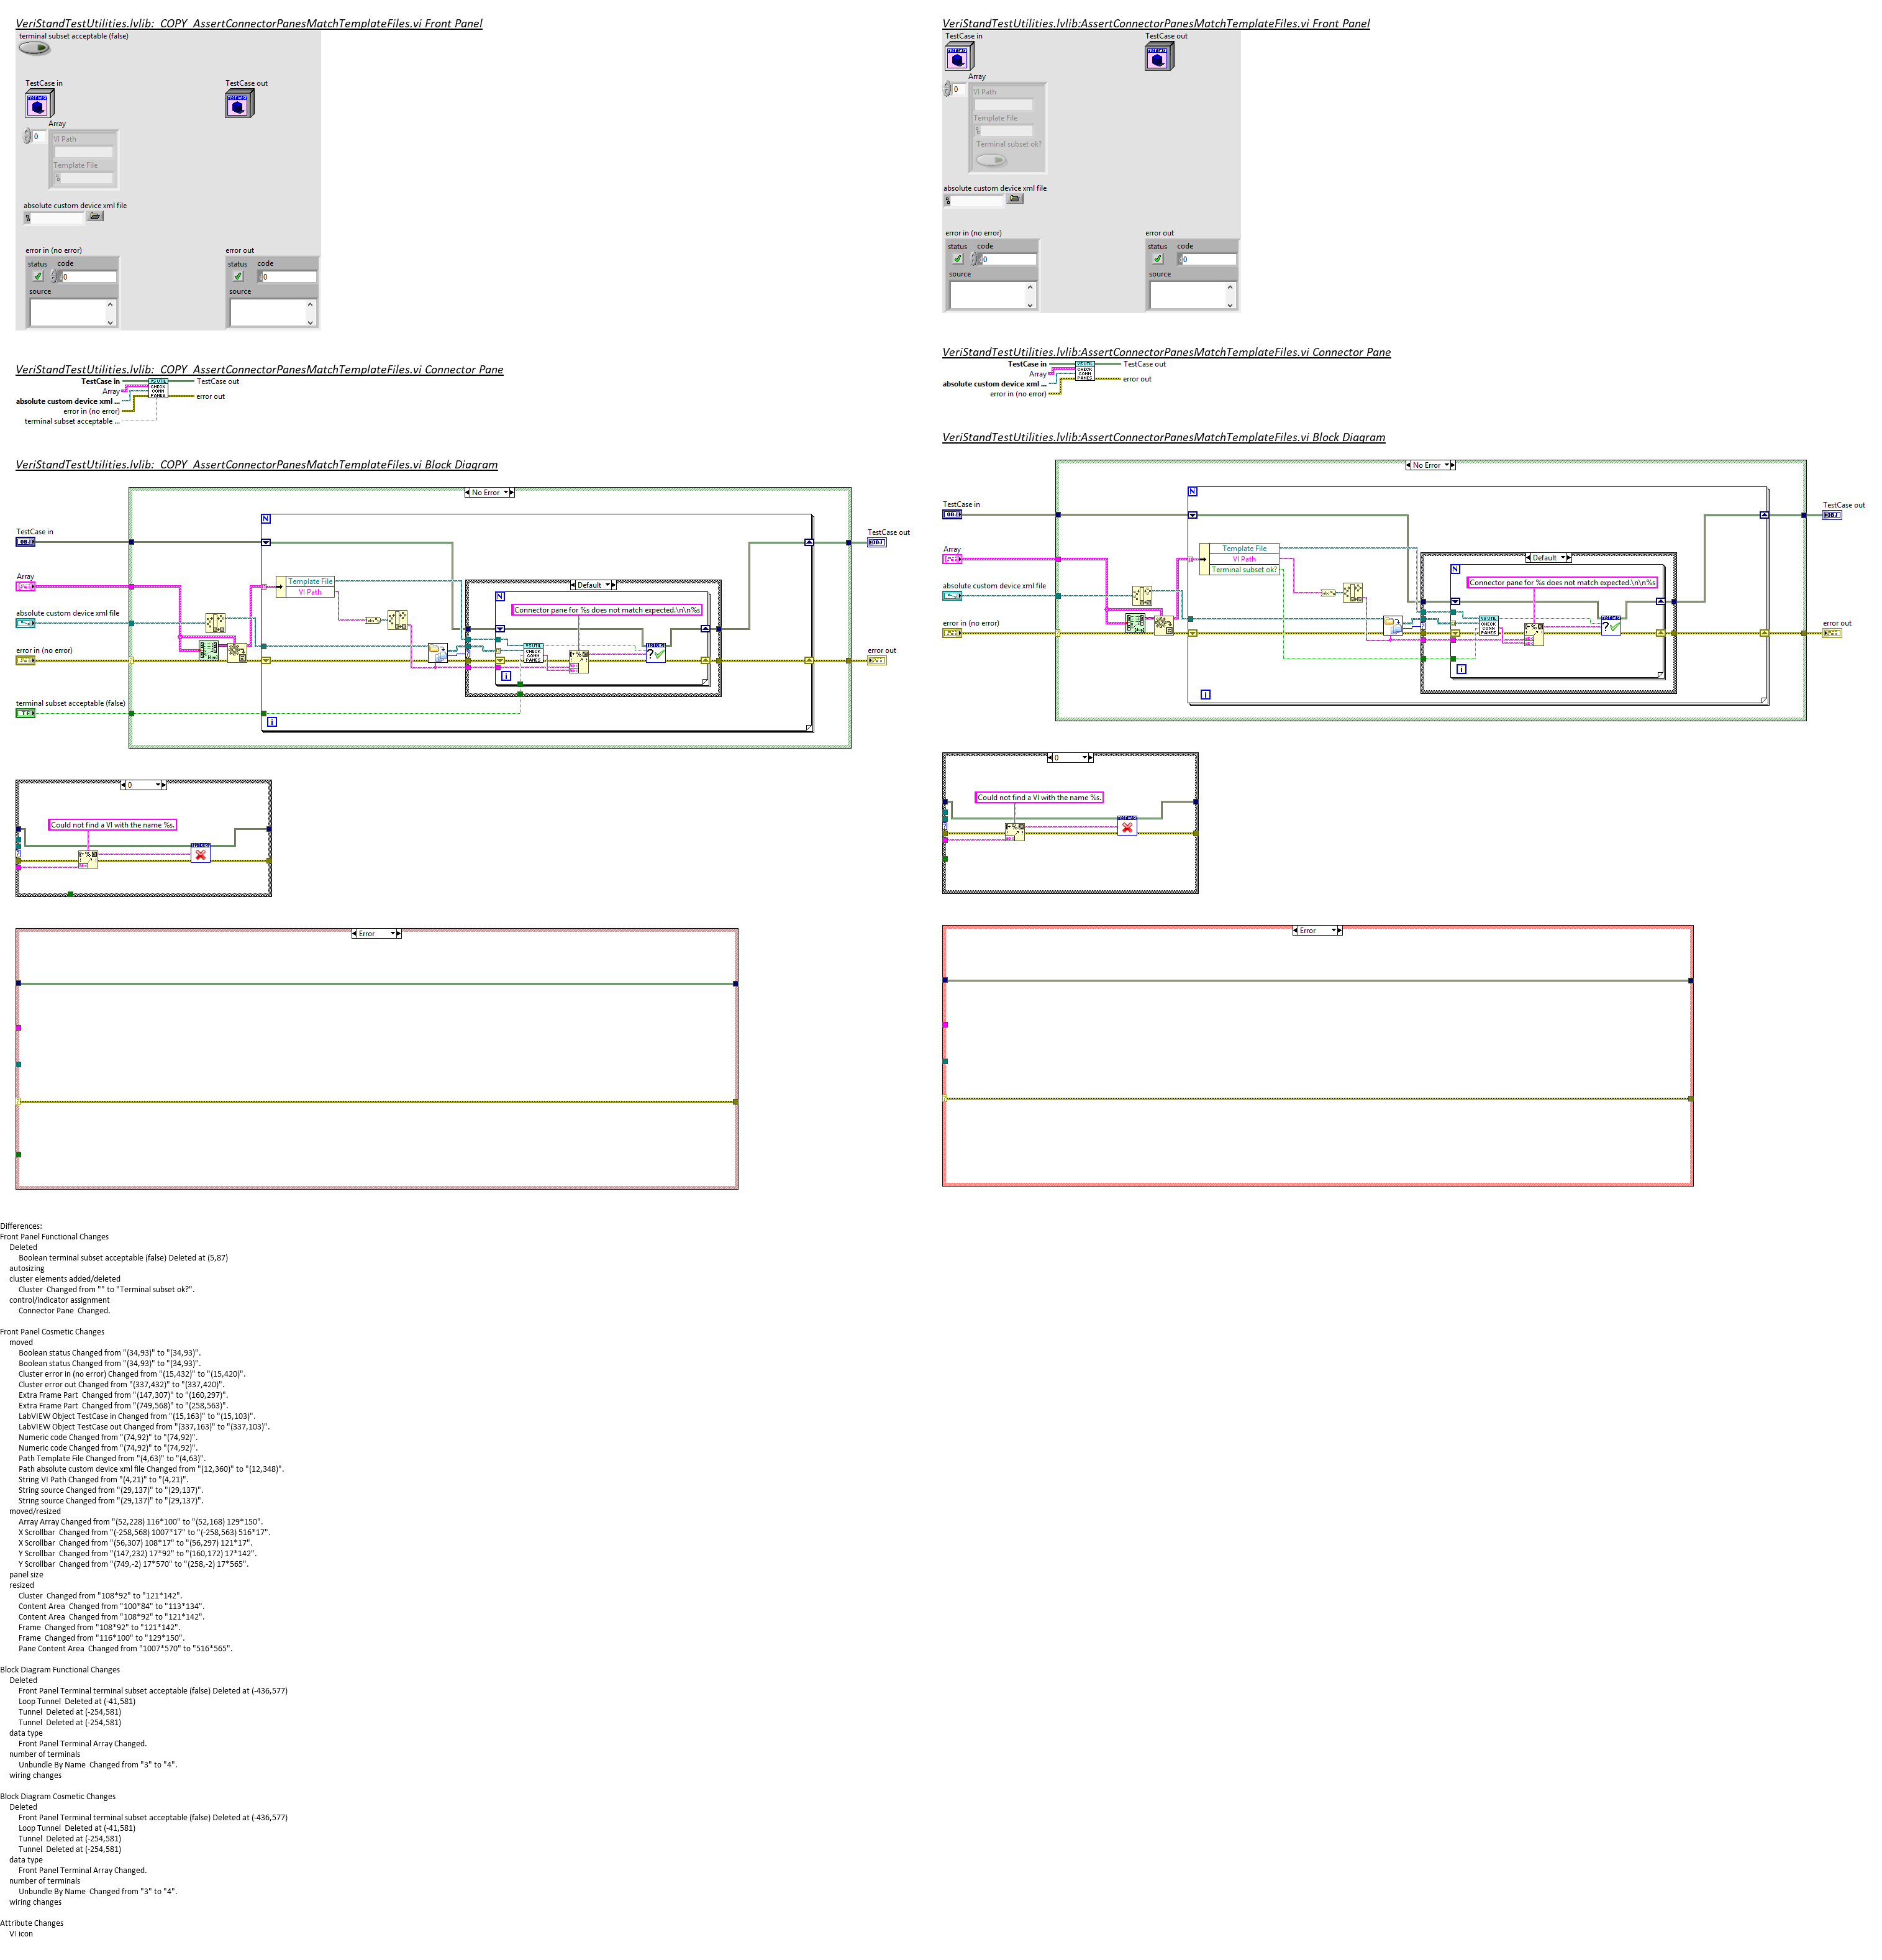 VeriStandTestUtilities.lvlib:  COPY  AssertConnectorPanesMatchTemplateFiles.vi Front Panel
terminal subset acceptable (false)
TestCase in
TestCase out
Array
0
VI Path
Template File
absolute custom device xml file
error in (no error)
error out
status code
0
source
status code
0
source
VeriStandTestUtilities.lvlib:  COPY  AssertConnectorPanesMatchTemplateFiles.vi Connector Pane
TestCase in
TestCase out
Array
absolute custom device xml ...
error out
error in (no error)
terminal subset acceptable ...
VeriStandTestUtilities.lvlib:  COPY  AssertConnectorPanesMatchTemplateFiles.vi Block Diagram
No Error
N
TestCase in
TestCase out
Array
Template File
VI Path
Default
N
Connector pane for %s does not match expected.\n\n%s
absolute custom device xml file
error in (no error)
error out
i
terminal subset acceptable (false)
i
0
Could not find a VI with the name %s.
Error
VeriStandTestUtilities.lvlib:AssertConnectorPanesMatchTemplateFiles.vi Front Panel
TestCase in
TestCase out
Array
0
VI Path
Template File
Terminal subset ok?
absolute custom device xml file
error in (no error)
error out
status code
0
source
status code
0
source
VeriStandTestUtilities.lvlib:AssertConnectorPanesMatchTemplateFiles.vi Connector Pane
TestCase in
TestCase out
Array
absolute custom device xml ...
error out
error in (no error)
VeriStandTestUtilities.lvlib:AssertConnectorPanesMatchTemplateFiles.vi Block Diagram
No Error
N
TestCase in
TestCase out
Array
Template File
VI Path
Terminal subset ok?
Default
N
Connector pane for %s does not match expected.\n\n%s
absolute custom device xml file
error in (no error)
error out
i
i
0
Could not find a VI with the name %s.
Error
Differences:
Front Panel Functional Changes
Deleted
Boolean terminal subset acceptable (false) Deleted at (5,87)
autosizing
cluster elements added/deleted
Cluster  Changed from "" to "Terminal subset ok?".
control/indicator assignment
Connector Pane  Changed.
Front Panel Cosmetic Changes
moved
Boolean status Changed from "(34,93)" to "(34,93)".
Boolean status Changed from "(34,93)" to "(34,93)".
Cluster error in (no error) Changed from "(15,432)" to "(15,420)".
Cluster error out Changed from "(337,432)" to "(337,420)".
Extra Frame Part  Changed from "(147,307)" to "(160,297)".
Extra Frame Part  Changed from "(749,568)" to "(258,563)".
LabVIEW Object TestCase in Changed from "(15,163)" to "(15,103)".
LabVIEW Object TestCase out Changed from "(337,163)" to "(337,103)".
Numeric code Changed from "(74,92)" to "(74,92)".
Numeric code Changed from "(74,92)" to "(74,92)".
Path Template File Changed from "(4,63)" to "(4,63)".
Path absolute custom device xml file Changed from "(12,360)" to "(12,348)".
String VI Path Changed from "(4,21)" to "(4,21)".
String source Changed from "(29,137)" to "(29,137)".
String source Changed from "(29,137)" to "(29,137)".
moved/resized
Array Array Changed from "(52,228) 116*100" to "(52,168) 129*150".
X Scrollbar  Changed from "(-258,568) 1007*17" to "(-258,563) 516*17".
X Scrollbar  Changed from "(56,307) 108*17" to "(56,297) 121*17".
Y Scrollbar  Changed from "(147,232) 17*92" to "(160,172) 17*142".
Y Scrollbar  Changed from "(749,-2) 17*570" to "(258,-2) 17*565".
panel size
resized
Cluster  Changed from "108*92" to "121*142".
Content Area  Changed from "100*84" to "113*134".
Content Area  Changed from "108*92" to "121*142".
Frame  Changed from "108*92" to "121*142".
Frame  Changed from "116*100" to "129*150".
Pane Content Area  Changed from "1007*570" to "516*565".
Block Diagram Functional Changes
Deleted
Front Panel Terminal terminal subset acceptable (false) Deleted at (-436,577)
Loop Tunnel  Deleted at (-41,581)
Tunnel  Deleted at (-254,581)
Tunnel  Deleted at (-254,581)
data type
Front Panel Terminal Array Changed.
number of terminals
Unbundle By Name  Changed from "3" to "4".
wiring changes
Block Diagram Cosmetic Changes
Deleted
Front Panel Terminal terminal subset acceptable (false) Deleted at (-436,577)
Loop Tunnel  Deleted at (-41,581)
Tunnel  Deleted at (-254,581)
Tunnel  Deleted at (-254,581)
data type
Front Panel Terminal Array Changed.
number of terminals
Unbundle By Name  Changed from "3" to "4".
wiring changes
Attribute Changes
VI icon